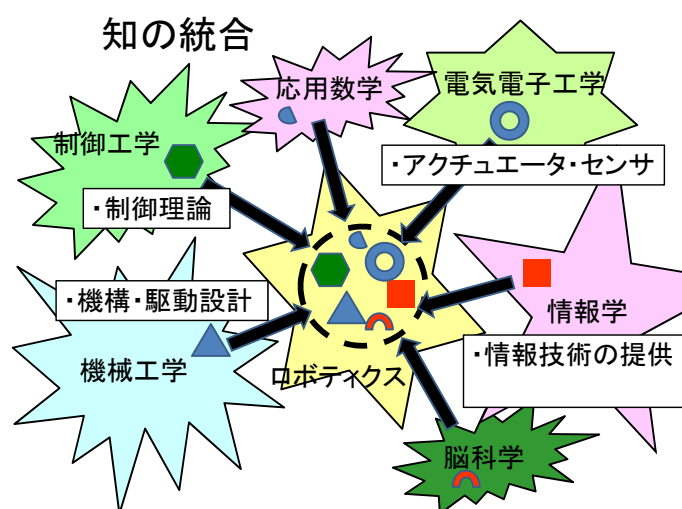 知の統合
応用数学
電気電子工学
制御工学
・アクチュエータ・センサ
・制御理論
・機構・駆動設計
情報学
・情報技術の提供
機械工学
ロボティクス
脳科学